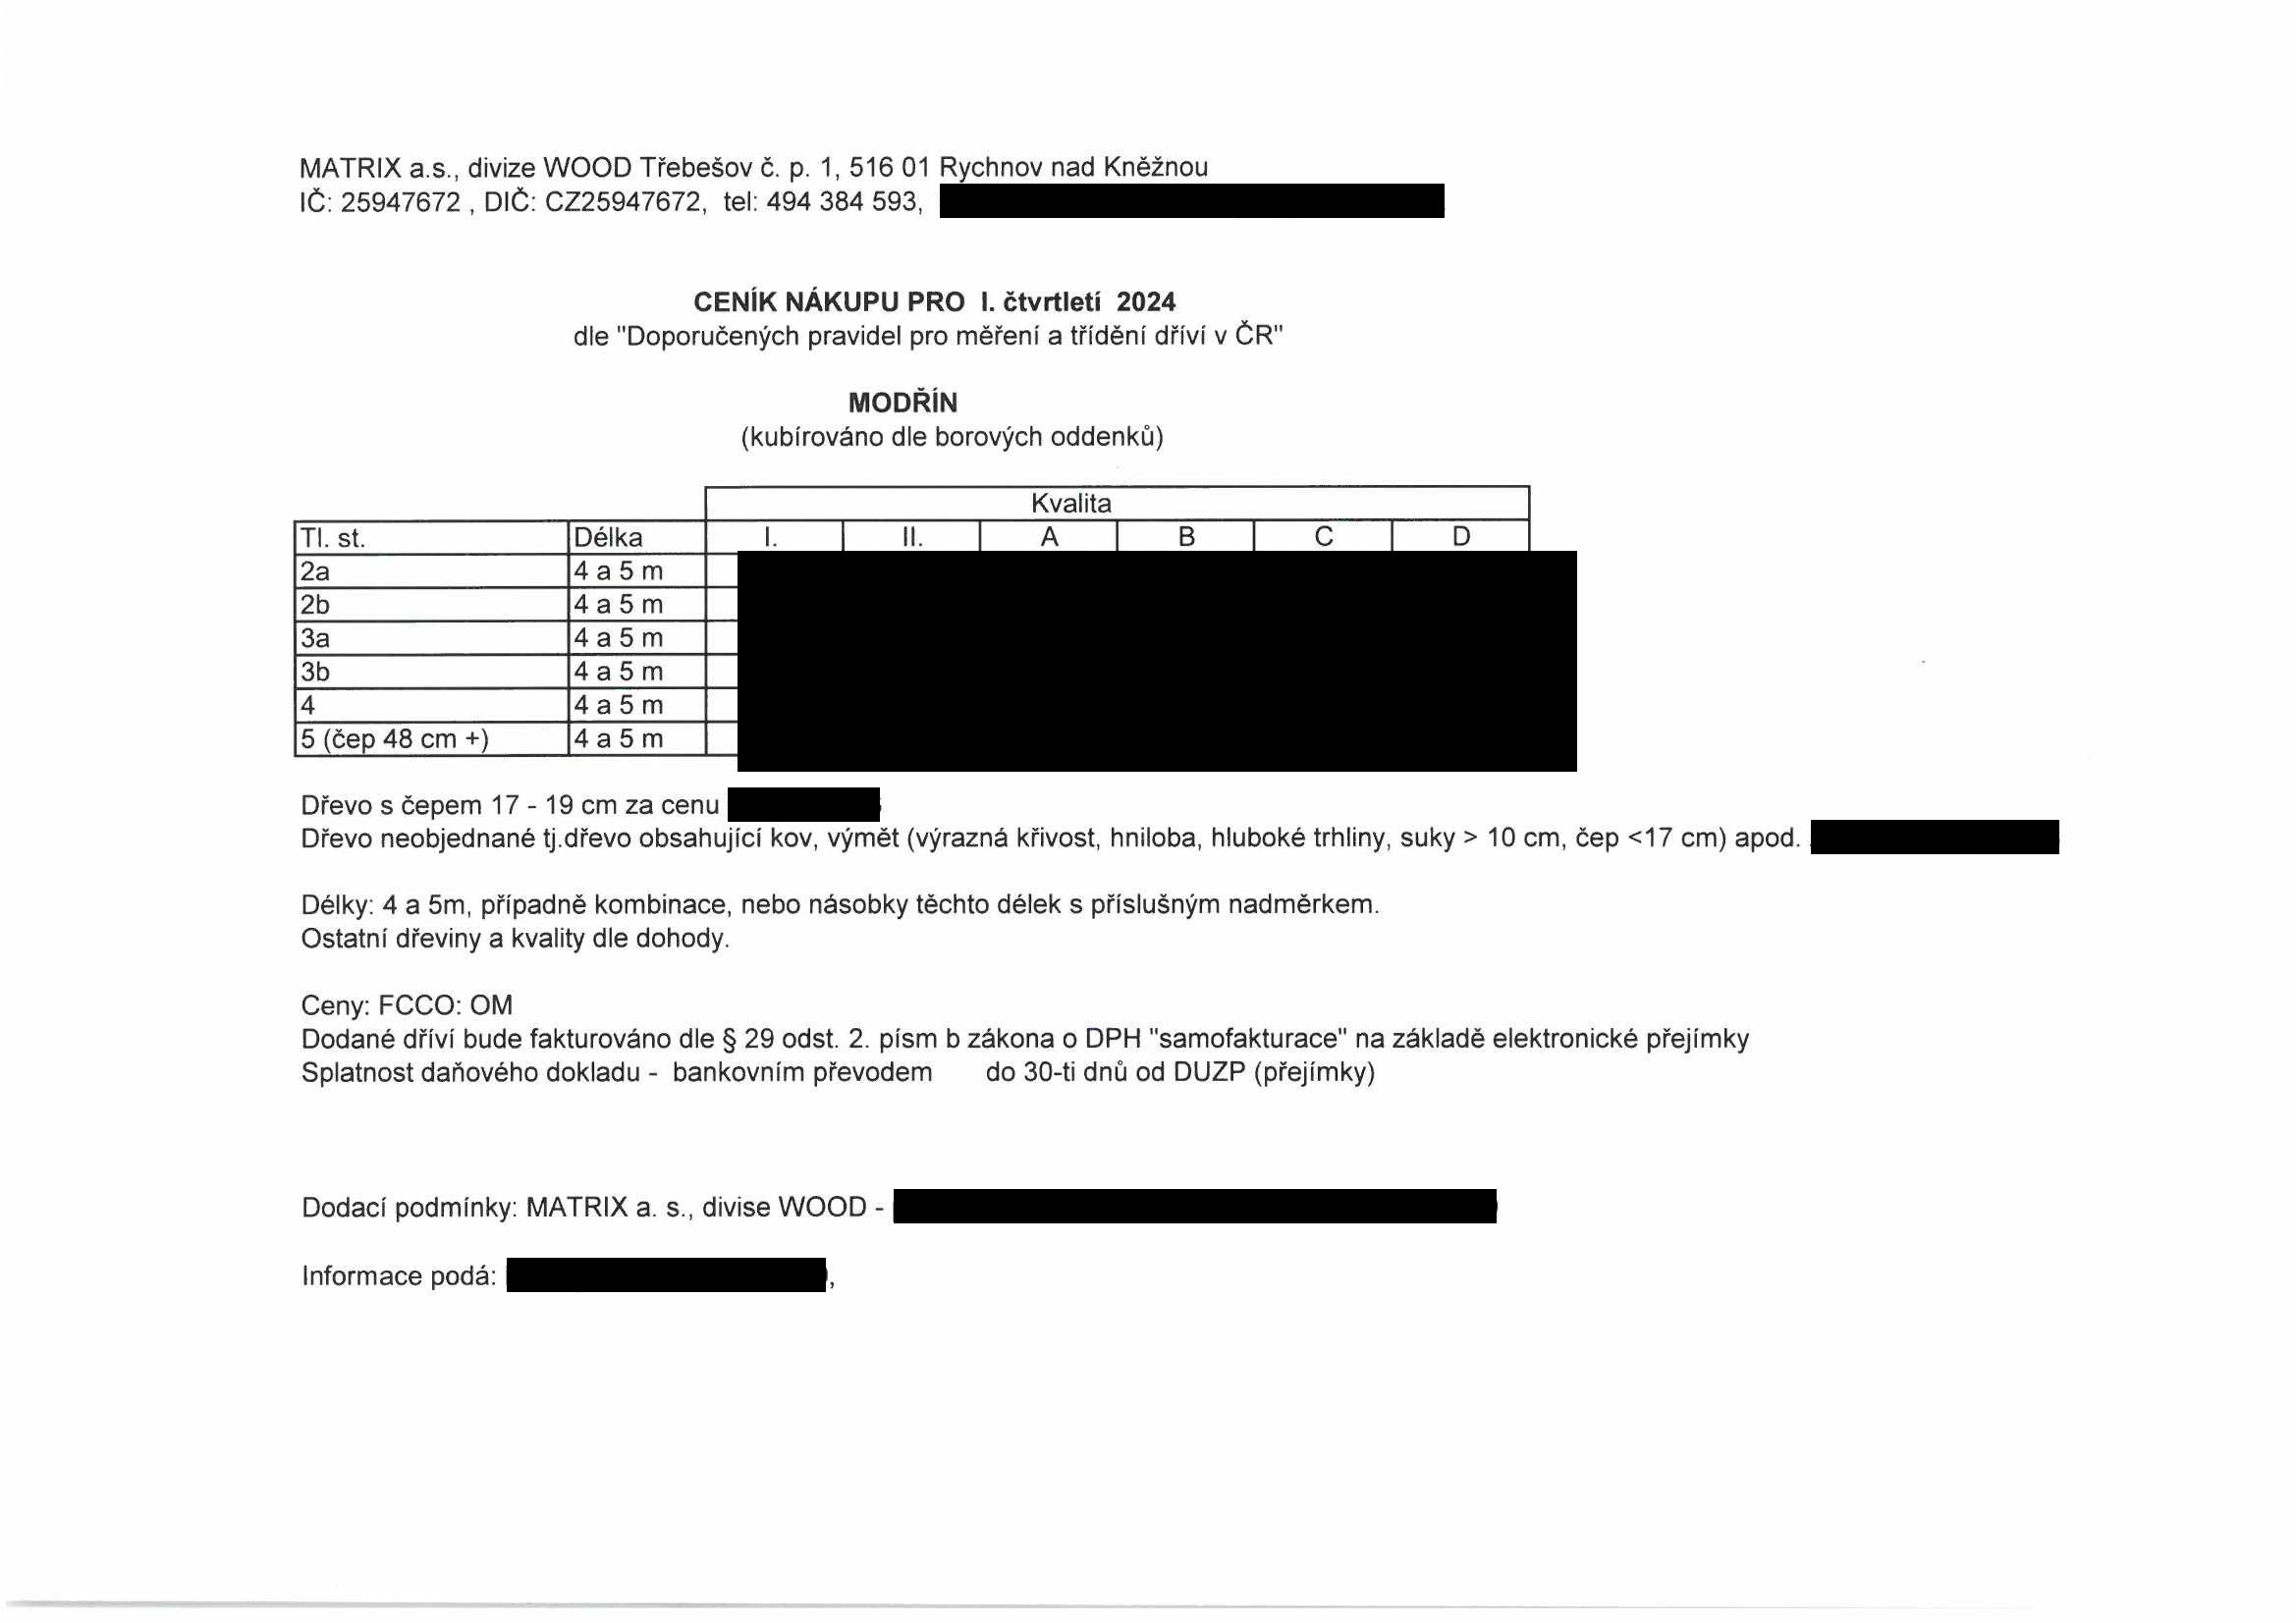 MATRIX a.s., divize WOOD Třebešov č. p. 1, 516 01 Rychnov nad Kněžnou
IČ: 25947672 , DIČ: CZ25947672, tel: 494 384 593,
CENÍK NÁKUPU PRO I. čtvrtletí 2024
dle "Doporučených pravidel pro měření a třídění dříví v ČR"
MODŘÍN
(kubírováno dle borových oddenků)
Kvalita
Tl. st. Délka I. II. A B C D
2a 4 a 5 m
2b 4 a 5 m
3a 4 a 5 m
3b 4 a 5 m
4 4 a 5 m
5 (čep 48 cm +) 4 a 5 m
Dřevo s čepem 17 - 19 cm za cenu
Dřevo neobjednané tj.dřevo obsahující kov, výmět (výrazná křivost, hniloba, hluboké trhliny, suky > 10 cm, čep <17 cm) apod.
Délky: 4 a 5m, případně kombinace, nebo násobky těchto délek s příslušným nadměrkem.
Ostatní dřeviny a kvality dle dohody.
Ceny: FCCO: OM
Dodané dříví bude fakturováno dle § 29 odst. 2. písm b zákona o DPH "samofakturace" na základě elektronické přejímky
Splatnost daňového dokladu - bankovním převodem do 30-ti dnů od DUZP (přejímky)
Dodací podmínky: MATRIX a. s., divise WOOD -
Informace podá: ,